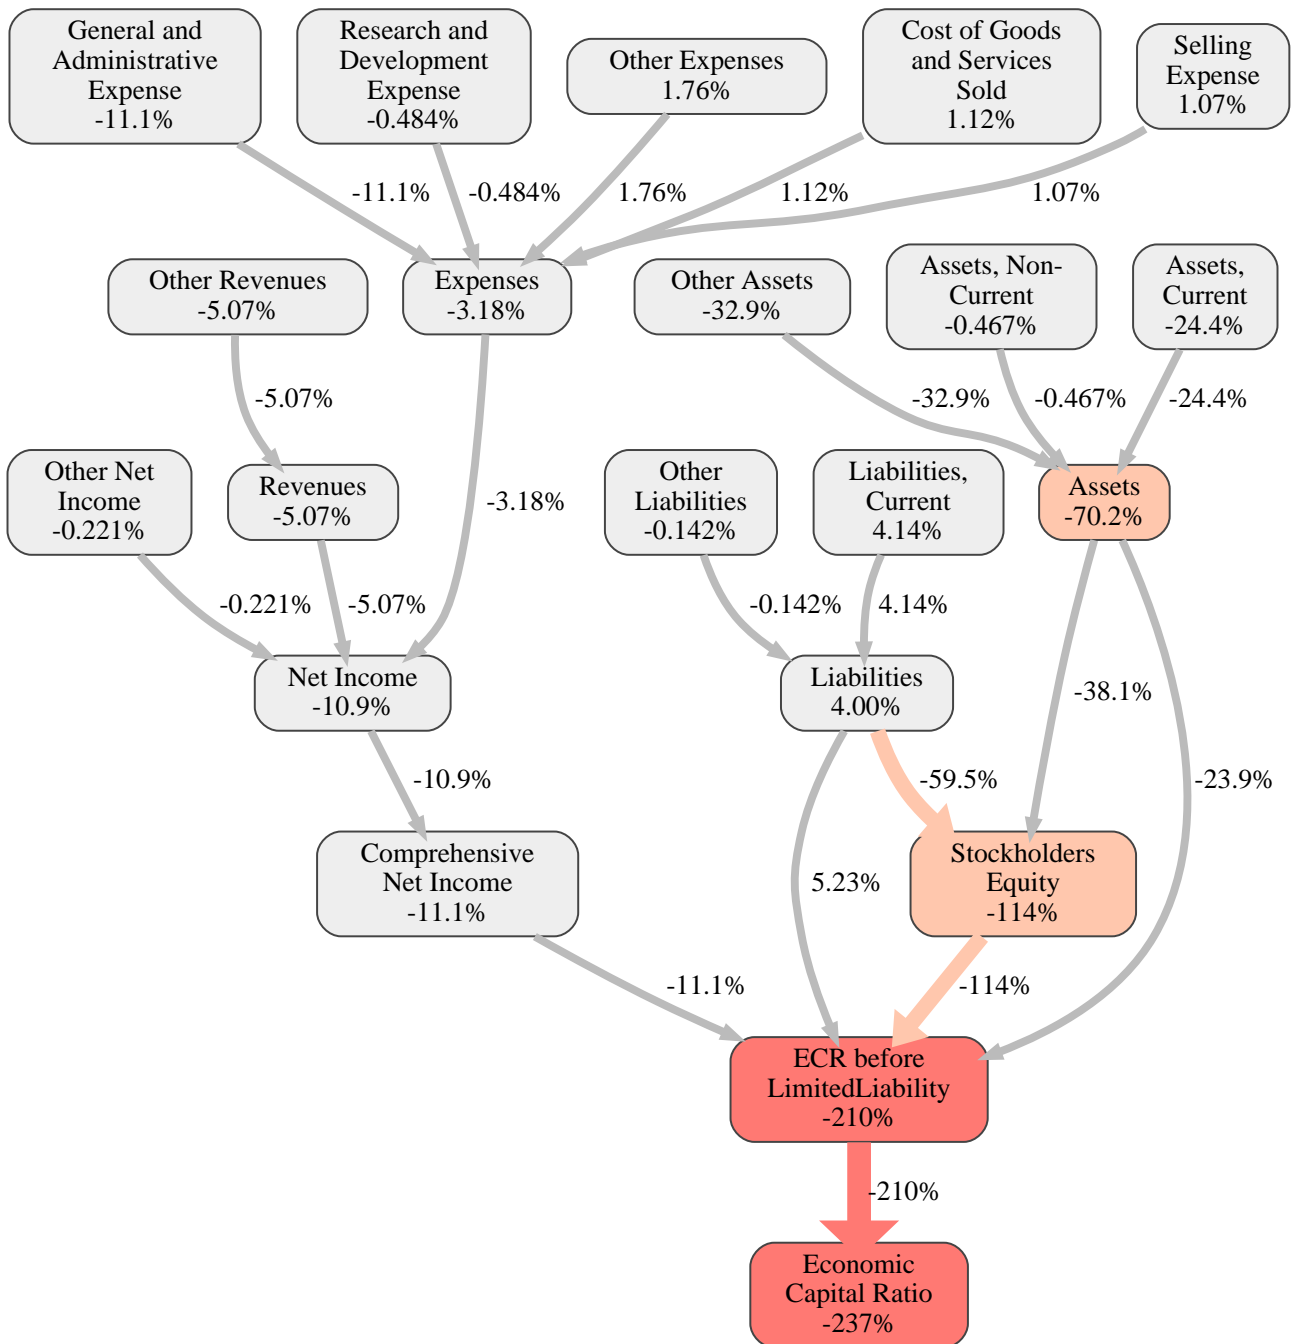 General and
Administrative
Expense
-11.1%
Research and
Development
Expense
-0.484%
Other Expenses
1.76%
Cost of Goods
and Services
Sold
1.12%
Selling
Expense
1.07%
-11.1%
-0.484%
1.76%
1.12%
1.07%
Other Revenues
-5.07%
Expenses
-3.18%
Other Assets
-32.9%
Assets, Non-
Current
-0.467%
Assets,
Current
-24.4%
-5.07%
-32.9%
-0.467%
-24.4%
Other Net
Income
-0.221%
Revenues
-5.07%
-3.18%
Other
Liabilities
-0.142%
Liabilities,
Current
4.14%
Assets
-70.2%
-0.221%
-5.07%
-0.142%
4.14%
Net Income
-10.9%
Liabilities
4.00%
-38.1%
-10.9%
-59.5%
-23.9%
Comprehensive
Net Income
-11.1%
5.23%
Stockholders
Equity
-114%
-11.1%
-114%
ECR before
LimitedLiability
-210%
-210%
Economic
Capital Ratio
-237%